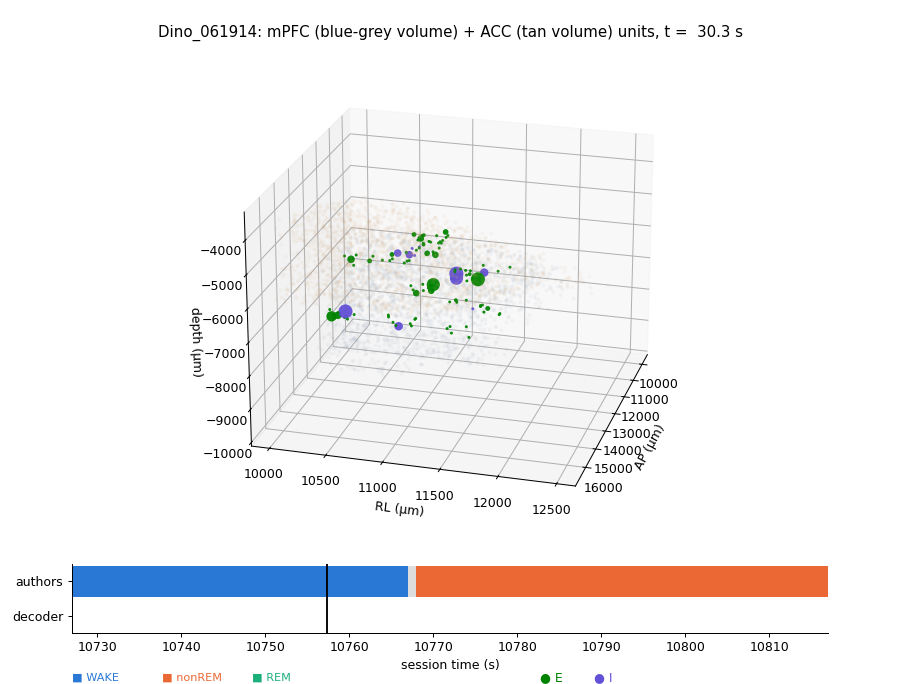 Dino_061914: mPFC (blue-grey volume) + ACC (tan volume) units, t =  30.3 s
−4000
−5000
−6000
−7000
−8000
−9000
−10000
depth (μm)
10000
10500
11000
11500
12000
12500
RL (μm)
10000
11000
12000
13000
14000
15000
16000
AP (μm)
authors
decoder
10730 10740 10750 10760 10770 10780 10790 10800 10810
session time (s)
WAKE nonREM REM E I